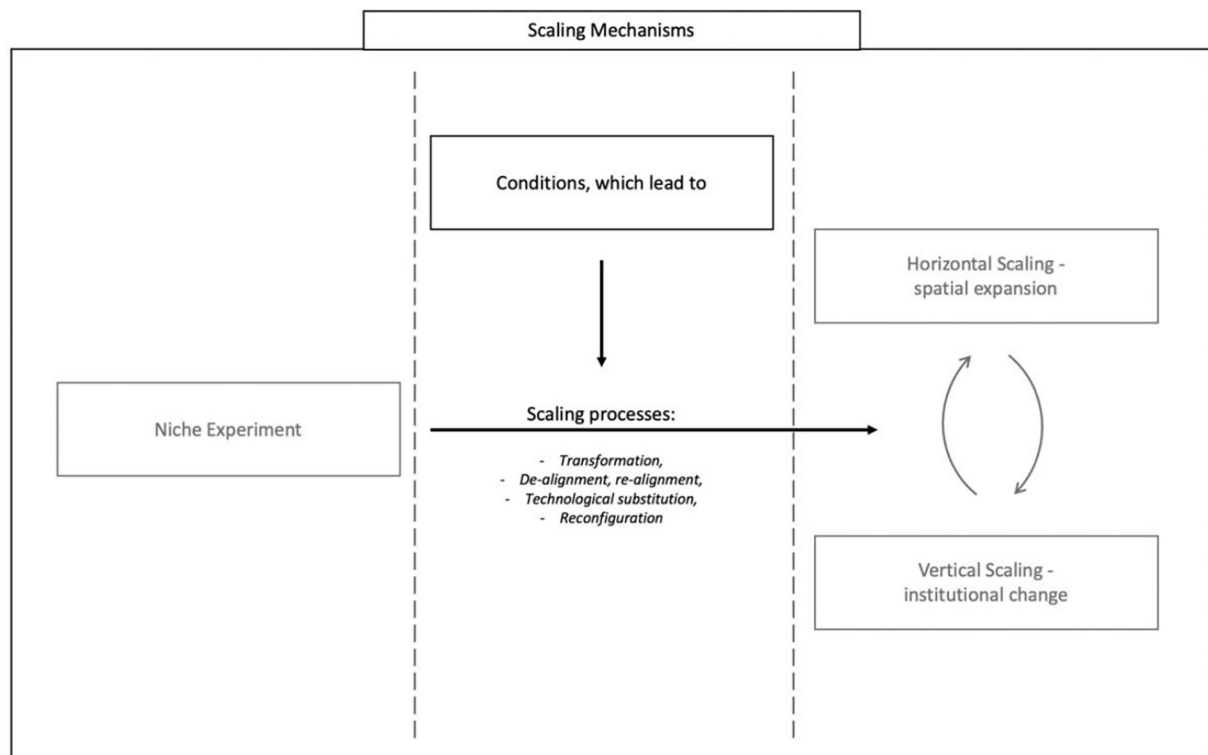 Scaling Mechanisms
Conditions, which lead to
Horizontal Scaling -
spatial expansion
Niche Experiment
Scaling processes:
- Transformation,
- De-alignment, re-alignment,
- Technological substitution,
- Reconfiguration
Vertical Scaling -
institutional change